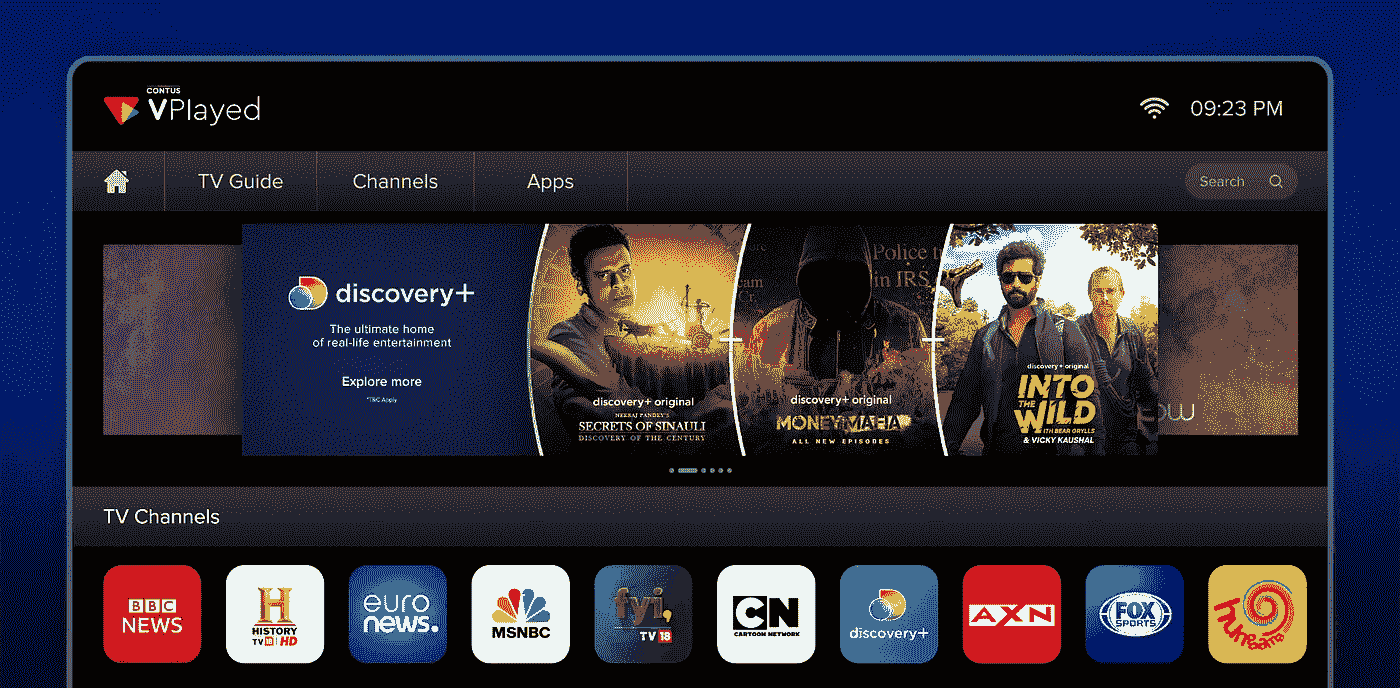 CONTUS
VPlayed
09:23 PM
TV Guide
Channels
Apps
Search
discovery+
The ultimate home
of real-life entertainment
Explore more
*T&C Apply
discovery+ original
NEERAJ PANDEY'S
SECRETS OF SINAULI
DISCOVERY OF THE CENTURY
Police
in IRS
Cr.
discovery+ original
MONEY MAFIA
ALL NEW EPISODES
discovery+ original
INTO
THE WILD
WITH BEAR GRYLLS
& VICKY KAUSHAL
TV Channels
BBC
NEWS
H
HISTORY
TV18 HD
euro
news.
MSNBC
fyi,
TV18
CN
CARTOON NETWORK
discovery+
AXN
FOX
SPORTS